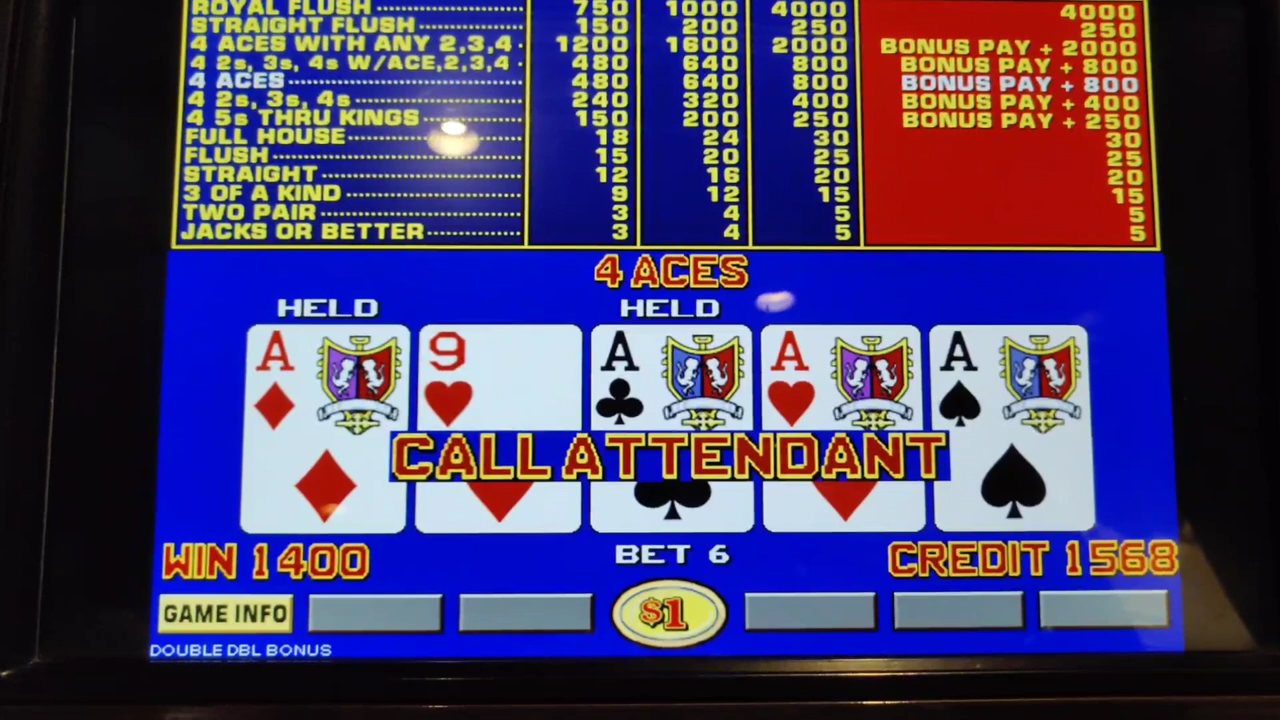 ROYAL FLUSH 750 1000 4000 4000
STRAIGHT FLUSH 150 200 250 250
4 ACES WITH ANY 2,3,4 1200 1600 2000 BONUS PAY + 2000
4 2s, 3s, 4s W/ACE,2,3,4 480 640 800 BONUS PAY + 800
4 ACES 480 640 800 BONUS PAY + 800
4 2s, 3s, 4s 240 320 400 BONUS PAY + 400
4 5s THRU KINGS 150 200 250 BONUS PAY + 250
FULL HOUSE 18 24 30 30
FLUSH 15 20 25 25
STRAIGHT 12 16 20 20
3 OF A KIND 9 12 15 15
TWO PAIR 3 4 5 5
JACKS OR BETTER 3 4 5 5
4 ACES
HELD HELD
A 9 A A A
CALL ATTENDANT
WIN 1400 BET 6 CREDIT 1568
GAME INFO $1
DOUBLE DBL BONUS